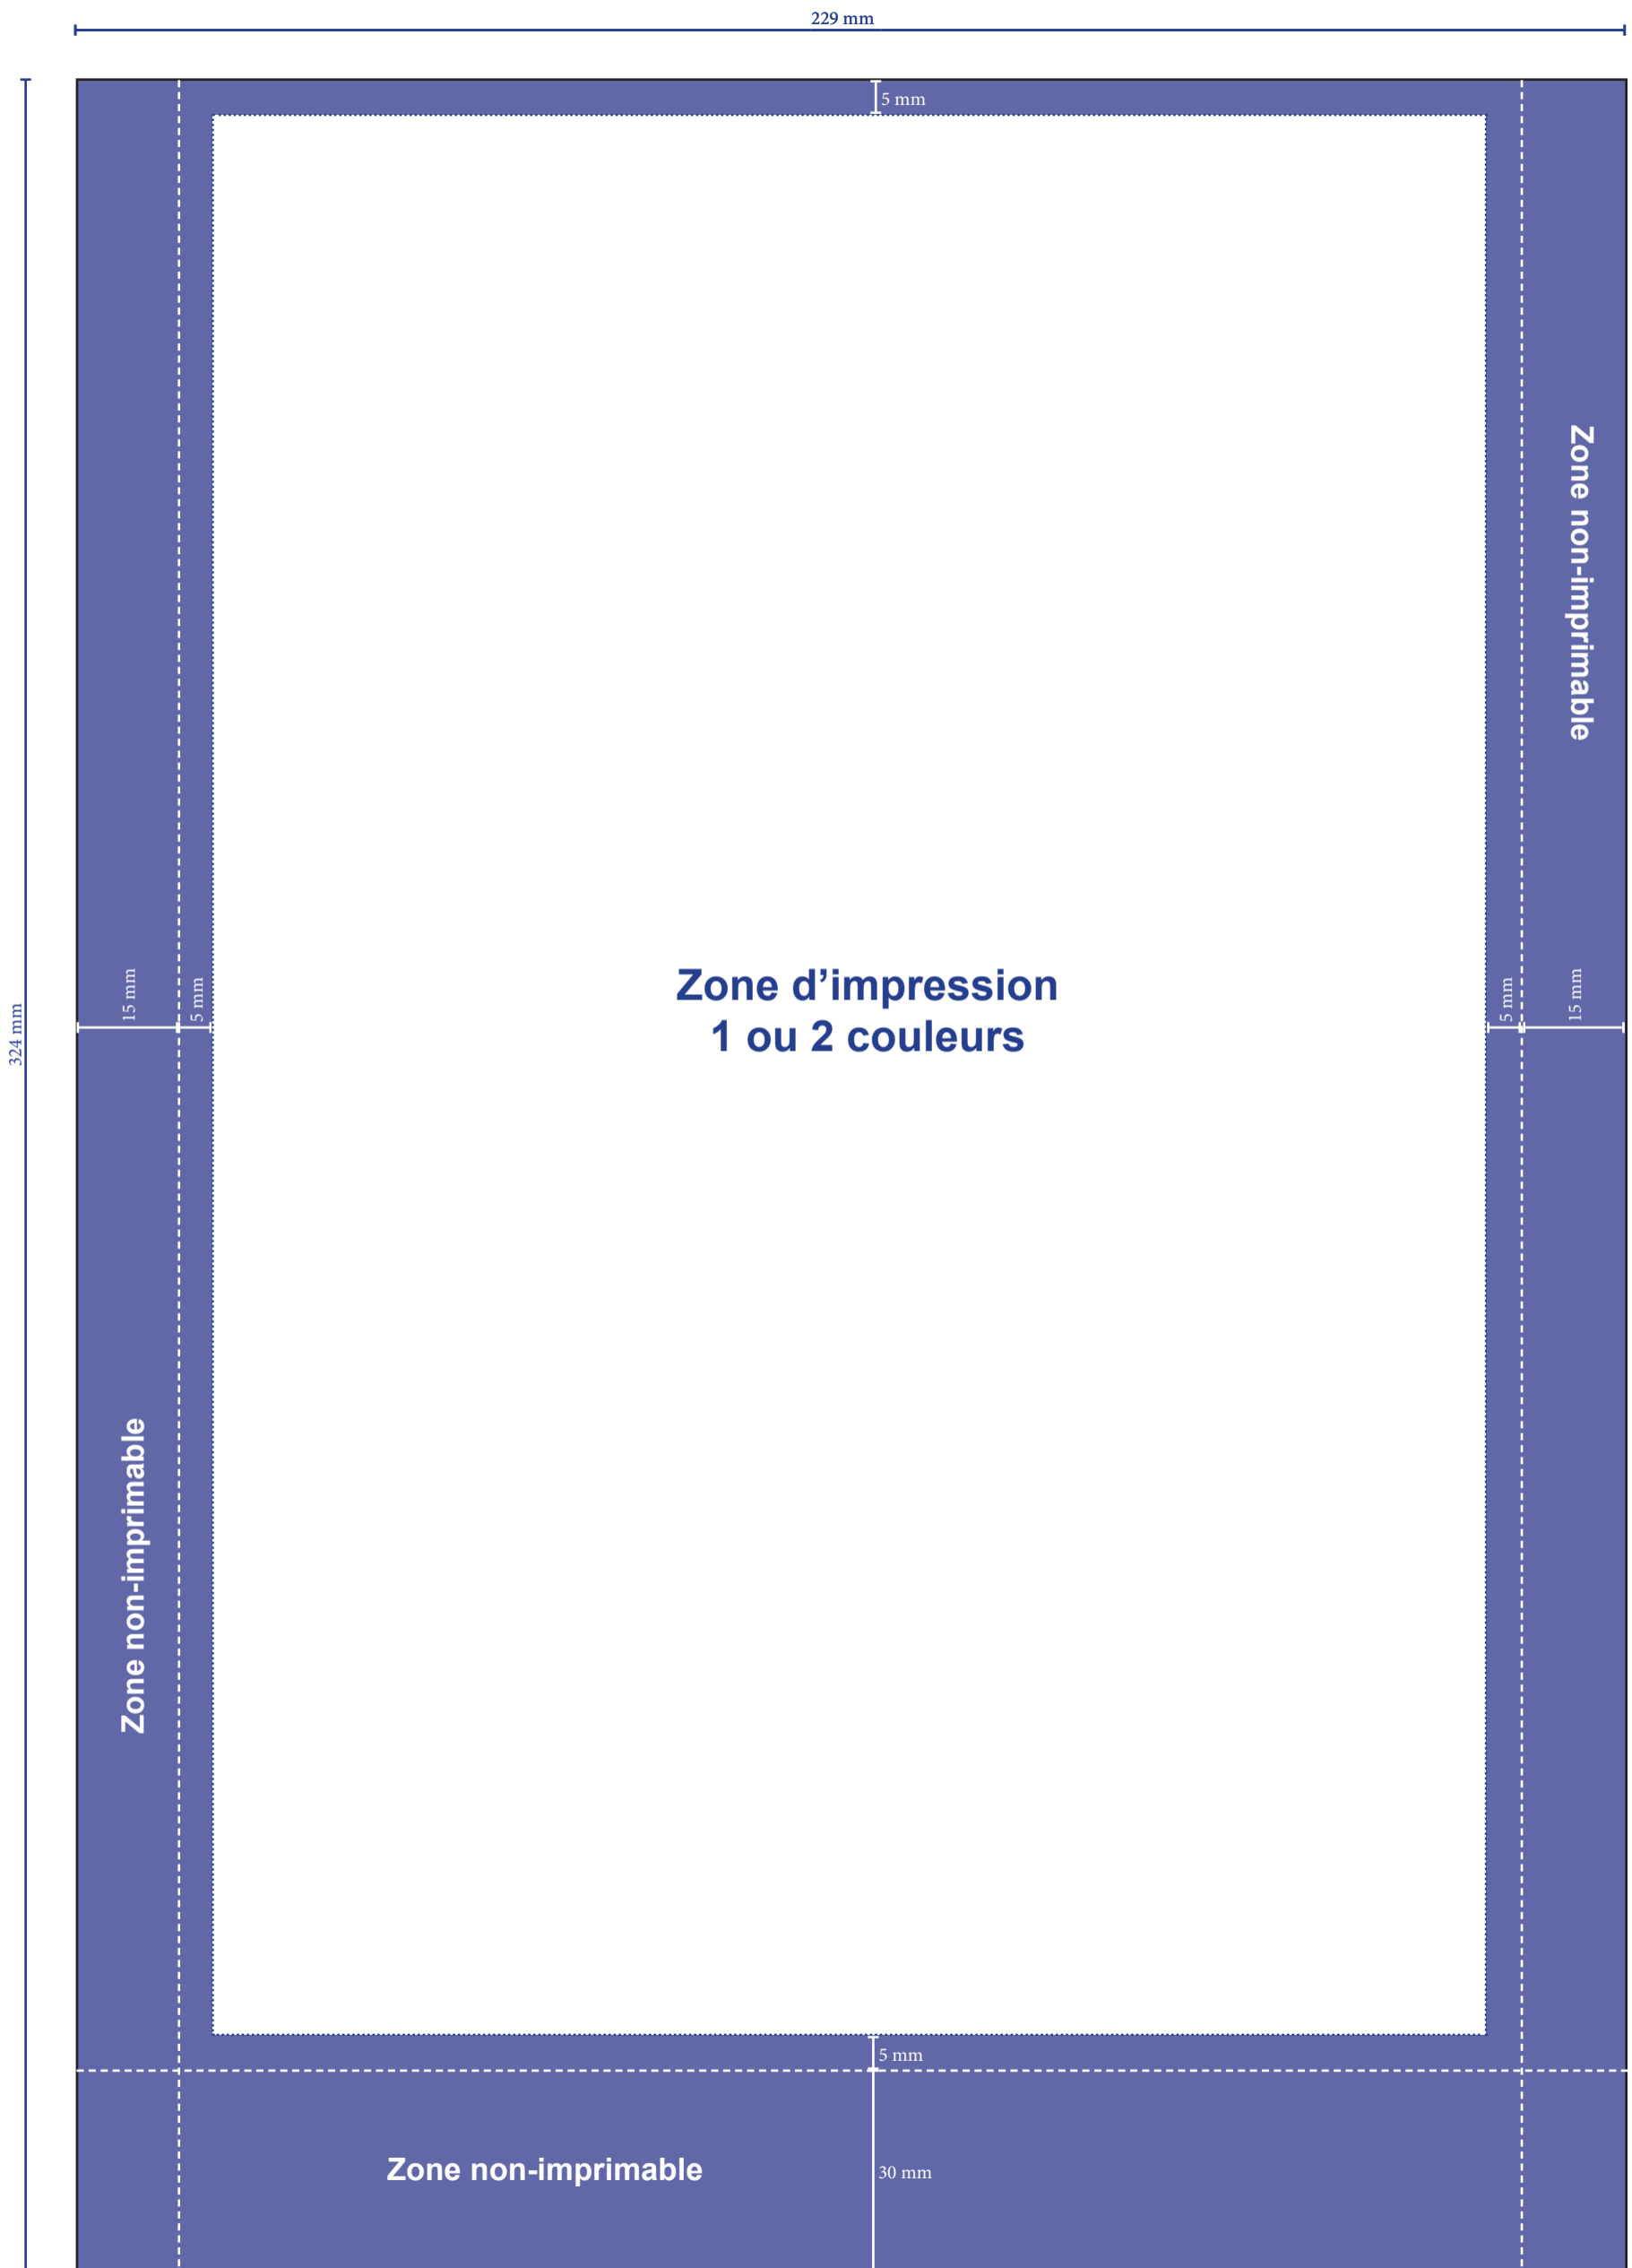 229 mm
5 mm
Zone non-imprimable
324 mm
15 mm
5 mm
Zone d’impression
1 ou 2 couleurs
5 mm
15 mm
Zone non-imprimable
5 mm
Zone non-imprimable
30 mm